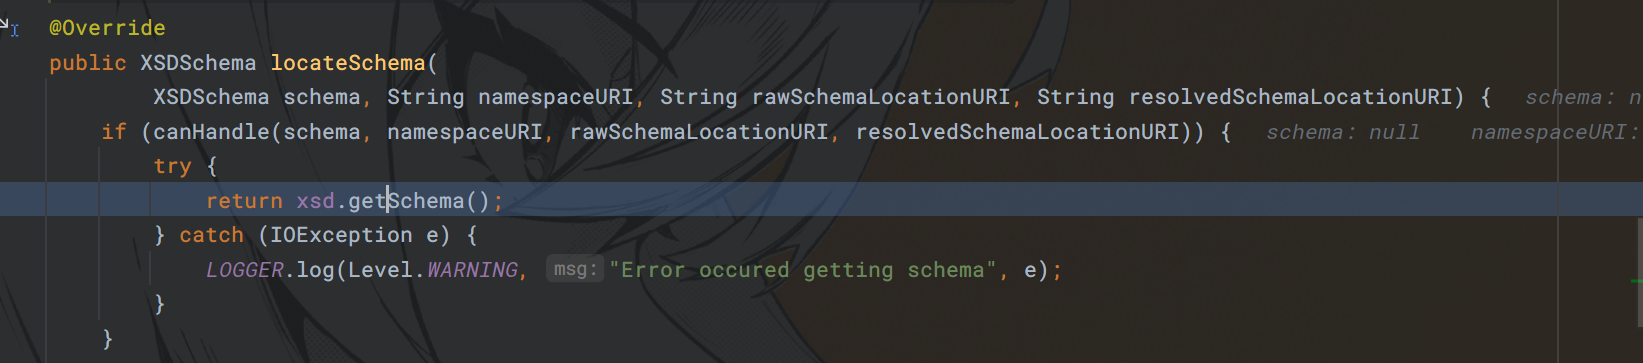 @Override
public XSDSchema locateSchema(
XSDSchema schema, String namespaceURI, String rawSchemaLocationURI, String resolvedSchemaLocationURI) { schema: n
if (canHandle(schema, namespaceURI, rawSchemaLocationURI, resolvedSchemaLocationURI)) { schema: null namespaceURI:
try {
return xsd.getSchema();
} catch (IOException e) {
LOGGER.log(Level.WARNING, msg: "Error occured getting schema", e);
}
}